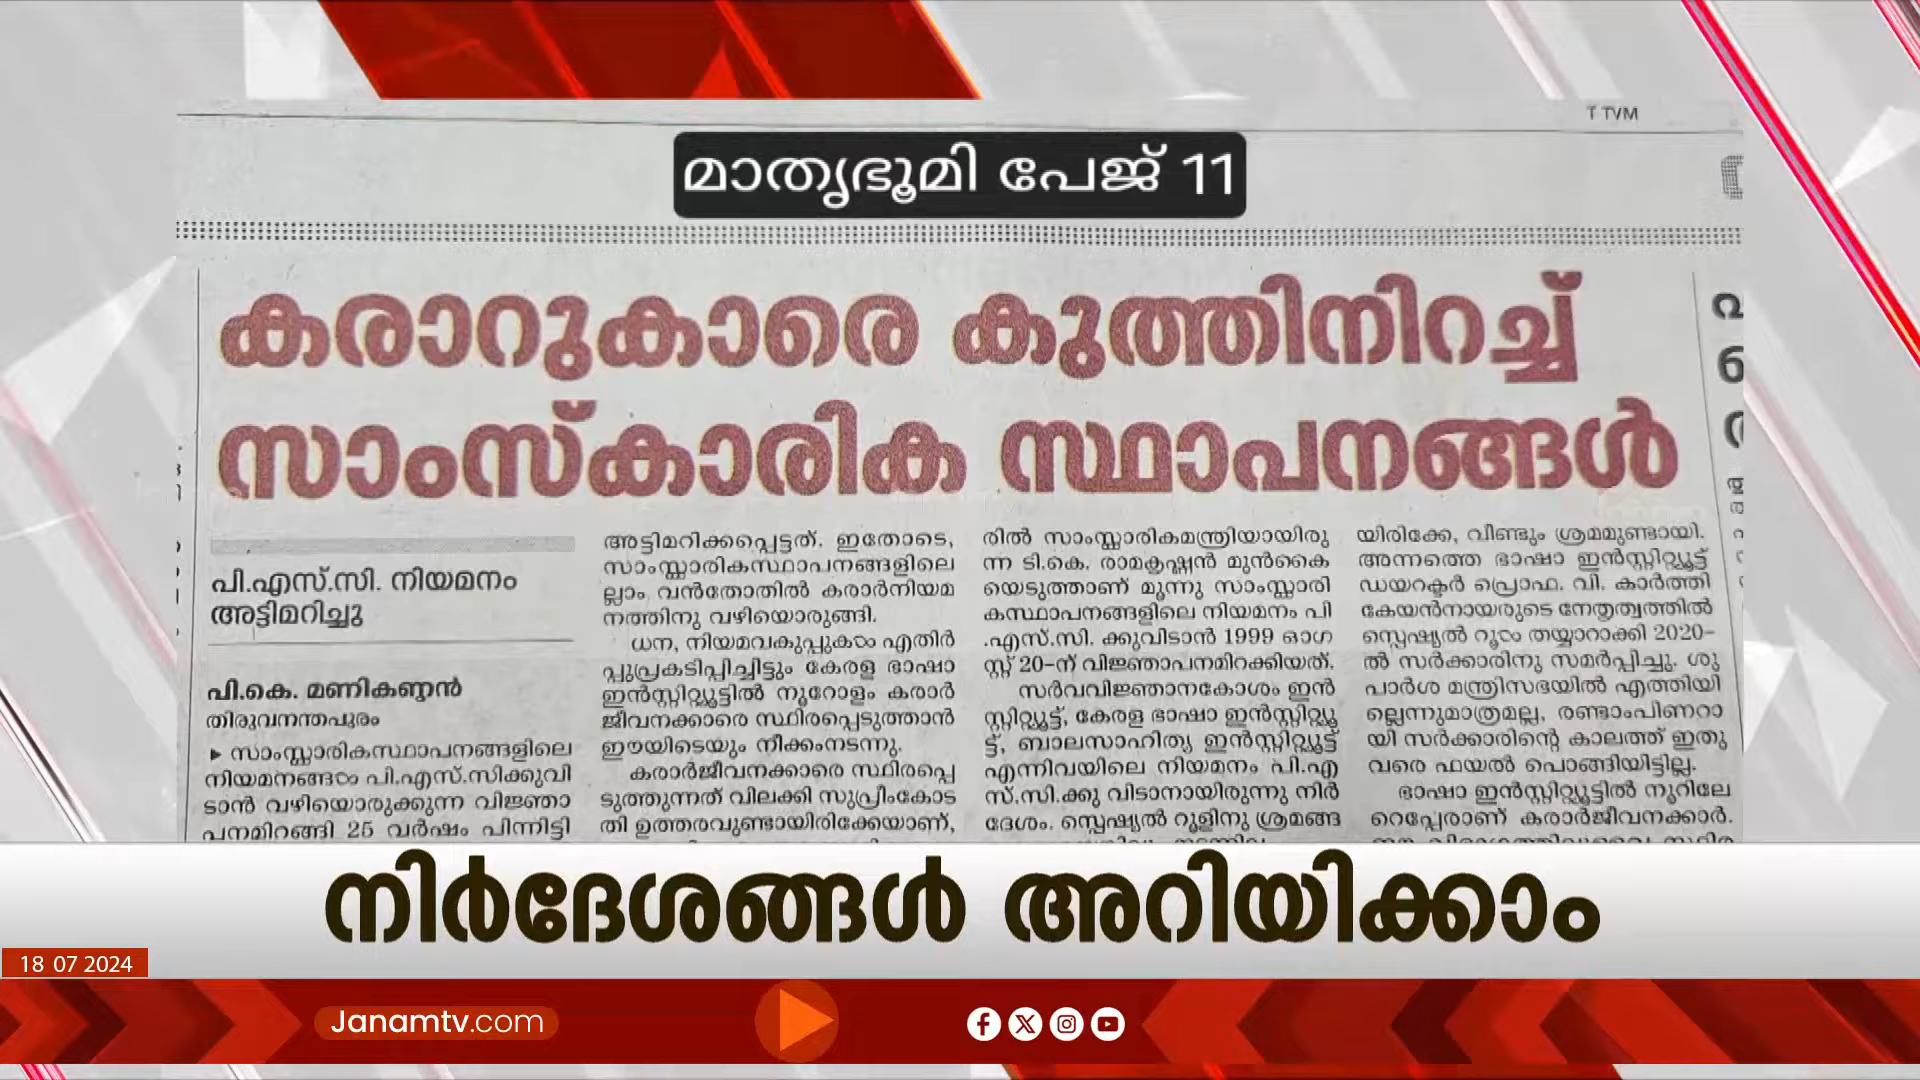 T TVM
മാതൃഭൂമി പേജ് 11
കരാറുകാരെ കുത്തിനിറച്ച്
സാംസ്കാരിക സ്ഥാപനങ്ങൾ
പി.എസ്.സി. നിയമനം
അട്ടിമറിച്ചു
പി.കെ. മണികണ്ഠൻ
തിരുവനന്തപുരം
▶ സാംസ്കാരികസ്ഥാപനങ്ങളിലെ
നിയമനങ്ങൾ പി.എസ്.സിക്കുവി
ടാൻ വഴിയൊരുക്കുന്ന വിജ്ഞാ
പനമിറങ്ങി 25 വർഷം പിന്നിട്ടി
അട്ടിമറിക്കപ്പെട്ടത്. ഇതോടെ,
സാംസ്കാരികസ്ഥാപനങ്ങളിലെ
ല്ലാം വൻതോതിൽ കരാർനിയമ
നത്തിനു വഴിയൊരുങ്ങി.
ധന, നിയമവകുപ്പുകൾ എതിർ
പ്പുപ്രകടിപ്പിച്ചിട്ടും കേരള ഭാഷാ
ഇൻസ്റ്റിറ്റ്യൂട്ടിൽ നൂറോളം കരാർ
ജീവനക്കാരെ സ്ഥിരപ്പെടുത്താൻ
ഈയിടെയും നീക്കംനടന്നു.
കരാർജീവനക്കാരെ സ്ഥിരപ്പെ
ടുത്തുന്നത് വിലക്കി സുപ്രീംകോട
തി ഉത്തരവുണ്ടായിരിക്കേയാണ്,
രിൽ സാംസ്കാരികമന്ത്രിയായിരു
ന്ന ടി.കെ. രാമകൃഷ്ണൻ മുൻകൈ
യെടുത്താണ് മൂന്നു സാംസ്കാരി
കസ്ഥാപനങ്ങളിലെ നിയമനം പി
.എസ്.സി. ക്കുവിടാൻ 1999 ഓഗ
സ്റ്റ് 20-ന് വിജ്ഞാപനമിറക്കിയത്.
സർവവിജ്ഞാനകോശം ഇൻ
സ്റ്റിറ്റ്യൂട്ട്, കേരള ഭാഷാ ഇൻസ്റ്റിറ്റ്യൂ
ട്ട്, ബാലസാഹിത്യ ഇൻസ്റ്റിറ്റ്യൂട്ട്
എന്നിവയിലെ നിയമനം പി.എ
സ്.സി.ക്കു വിടാനായിരുന്നു നിർ
ദേശം. സ്പെഷ്യൽ റൂളിനു ശ്രമങ്ങ
യിരിക്കേ, വീണ്ടും ശ്രമമുണ്ടായി.
അന്നത്തെ ഭാഷാ ഇൻസ്റ്റിറ്റ്യൂട്ട്
ഡയറക്ടർ പ്രൊഫ. വി. കാർത്തി
കേയൻനായരുടെ നേതൃത്വത്തിൽ
സ്പെഷ്യൽ റൂൾ തയ്യാറാക്കി 2020-
ൽ സർക്കാരിനു സമർപ്പിച്ചു. ശു
പാർശ മന്ത്രിസഭയിൽ എത്തിയി
ല്ലെന്നുമാത്രമല്ല, രണ്ടാംപിണറാ
യി സർക്കാരിന്റെ കാലത്ത് ഇതു
വരെ ഫയൽ പൊങ്ങിയിട്ടില്ല.
ഭാഷാ ഇൻസ്റ്റിറ്റ്യൂട്ടിൽ നൂറിലേ
റെപ്പേരാണ് കരാർജീവനക്കാർ.
നിർദേശങ്ങൾ അറിയിക്കാം
18 07 2024
Janamtv.com